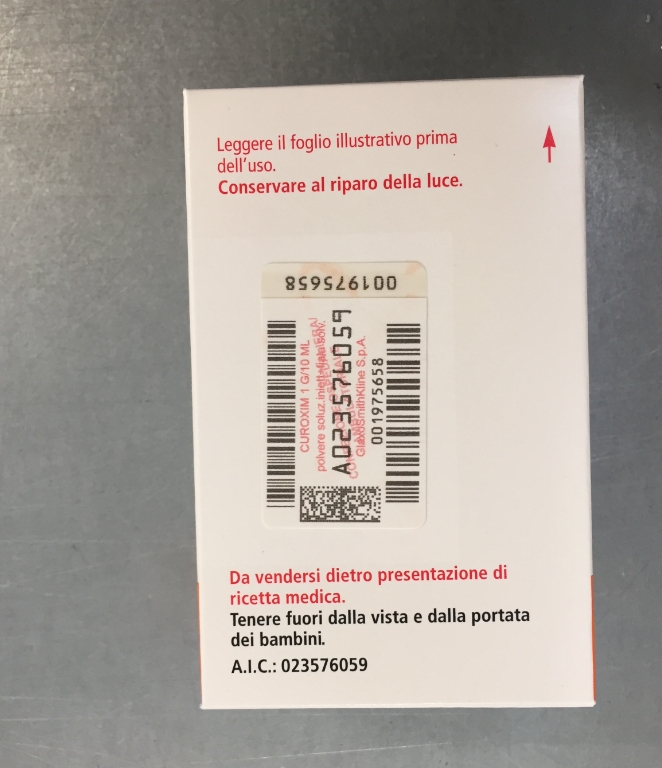 Leggere il foglio illustrativo prima
dell'uso.
Conservare al riparo della luce.
001975658
CUROXIM 1 G/10 ML
polvere soluz.iniett+fiala solv.
A023576059
GlaxoSmithKline S.p.A.
001975658
Da vendersi dietro presentazione di
ricetta medica.
Tenere fuori dalla vista e dalla portata
dei bambini.
A.I.C.: 023576059